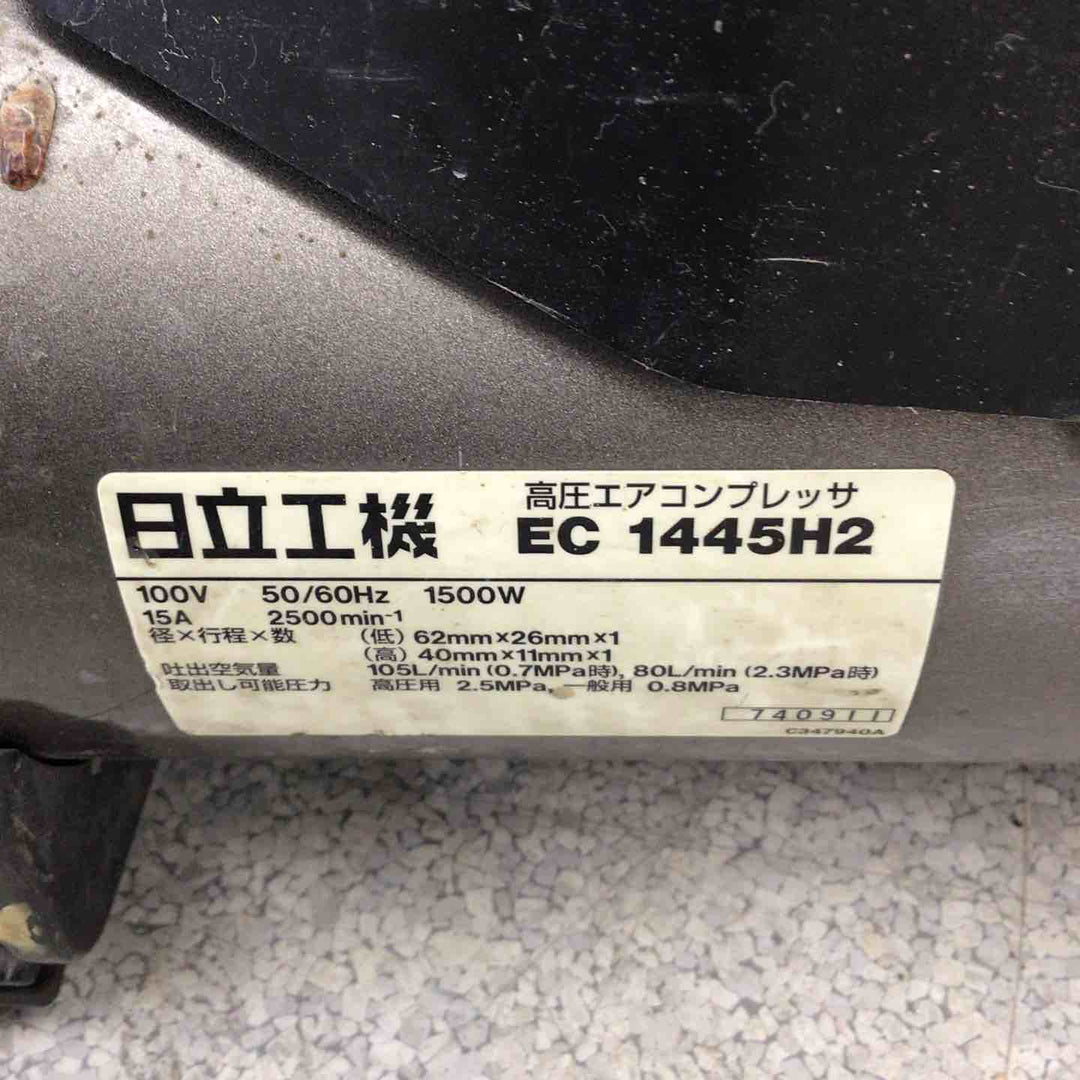 日立工機
高圧エアコンプレッサ
EC 1445H2
100V 50/60Hz 1500W
15A 2500min⁻¹
径×行程×数 (低) 62mm×26mm×1
(高) 40mm×11mm×1
吐出空気量 105L/min (0.7MPa時), 80L/min (2.3MPa時)
取出し可能圧力 高圧用 2.5MPa, 一般用 0.8MPa
740911
C347940A